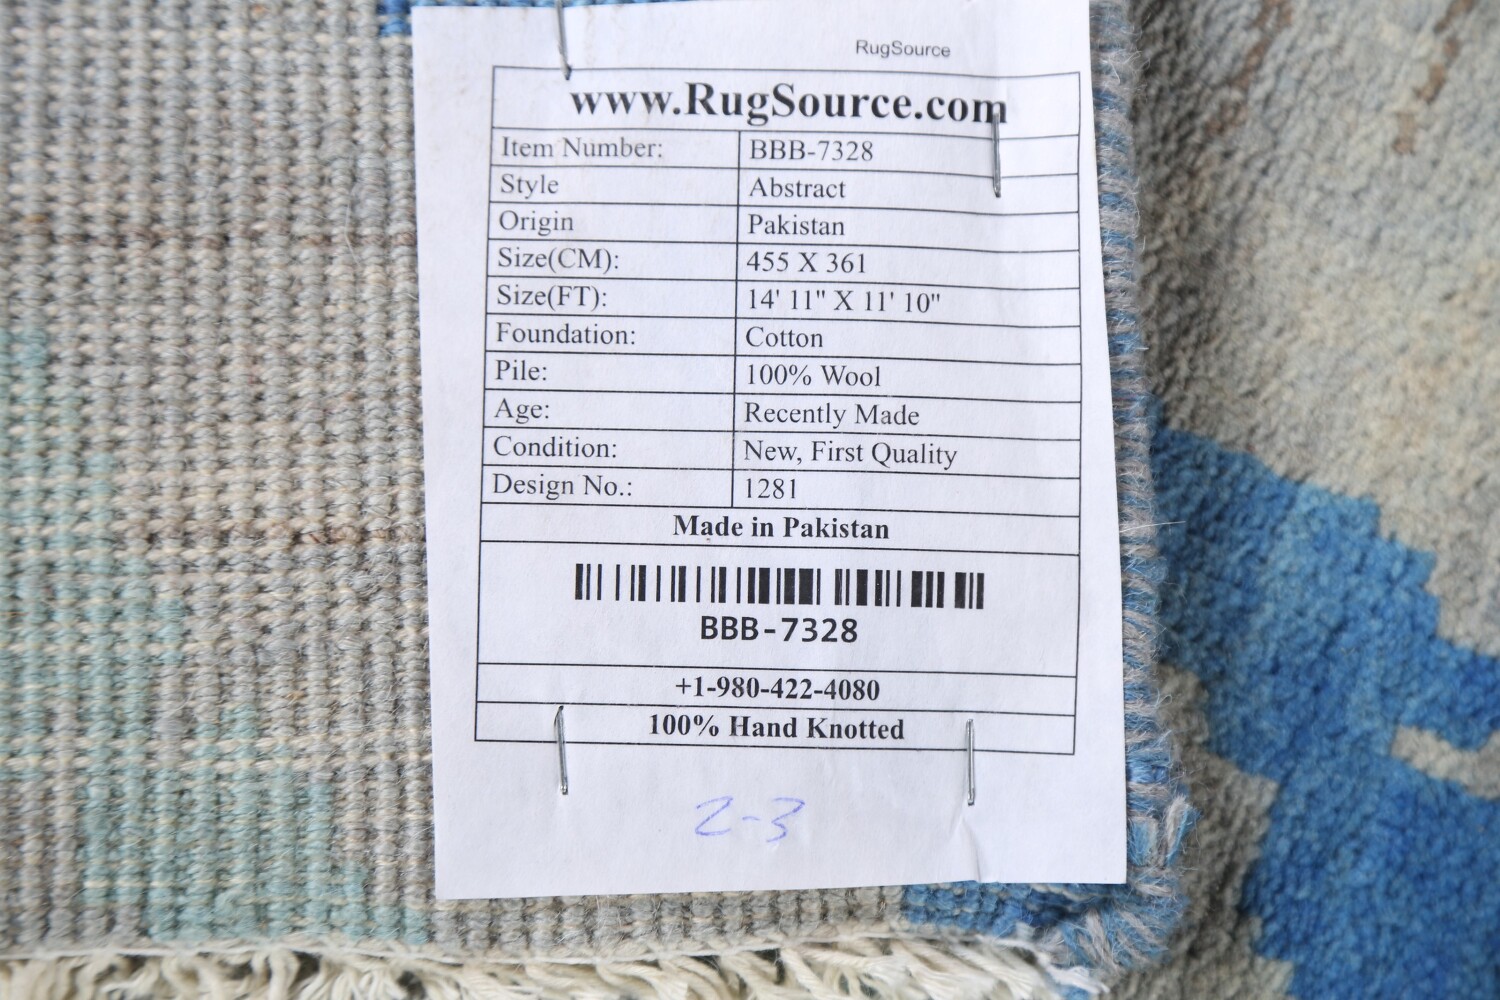 RugSource
www.RugSource.com
Item Number: BBB-7328
Style Abstract
Origin Pakistan
Size(CM): 455 X 361
Size(FT): 14' 11" X 11' 10"
Foundation: Cotton
Pile: 100% Wool
Age: Recently Made
Condition: New, First Quality
Design No.: 1281
Made in Pakistan
BBB-7328
+1-980-422-4080
100% Hand Knotted
2-3